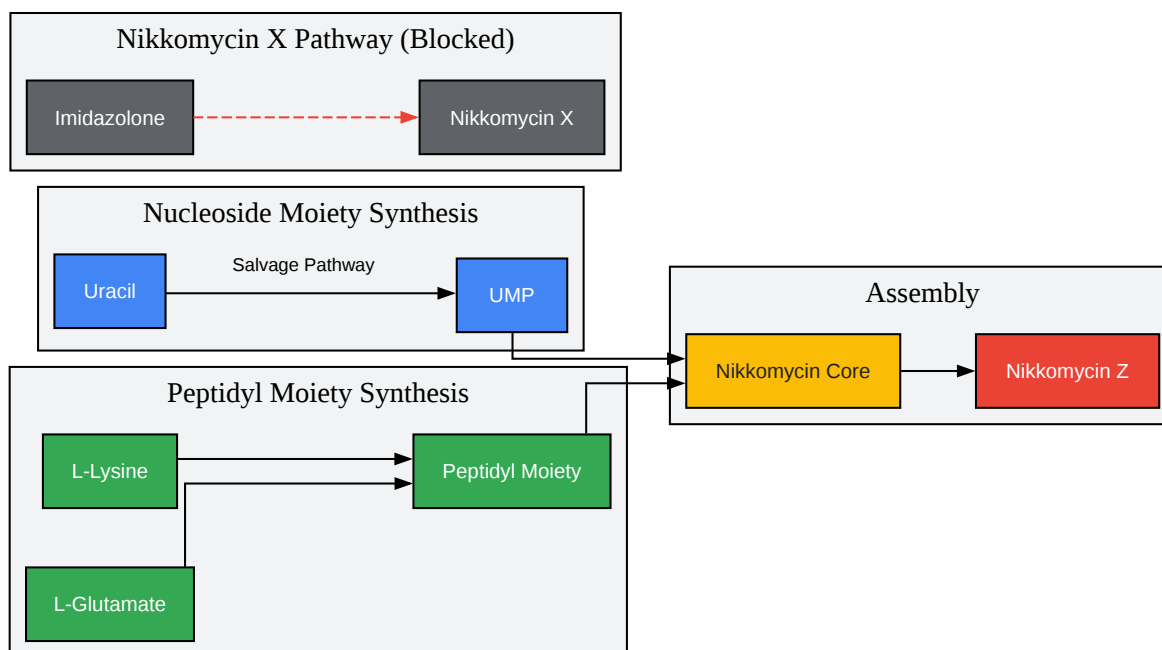 Nikkomycin X Pathway (Blocked)
Imidazolone
Nikkomycin X
Nucleoside Moiety Synthesis
Uracil
Salvage Pathway
UMP
Peptidyl Moiety Synthesis
L-Lysine
Peptidyl Moiety
L-Glutamate
Assembly
Nikkomycin Core
Nikkomycin Z